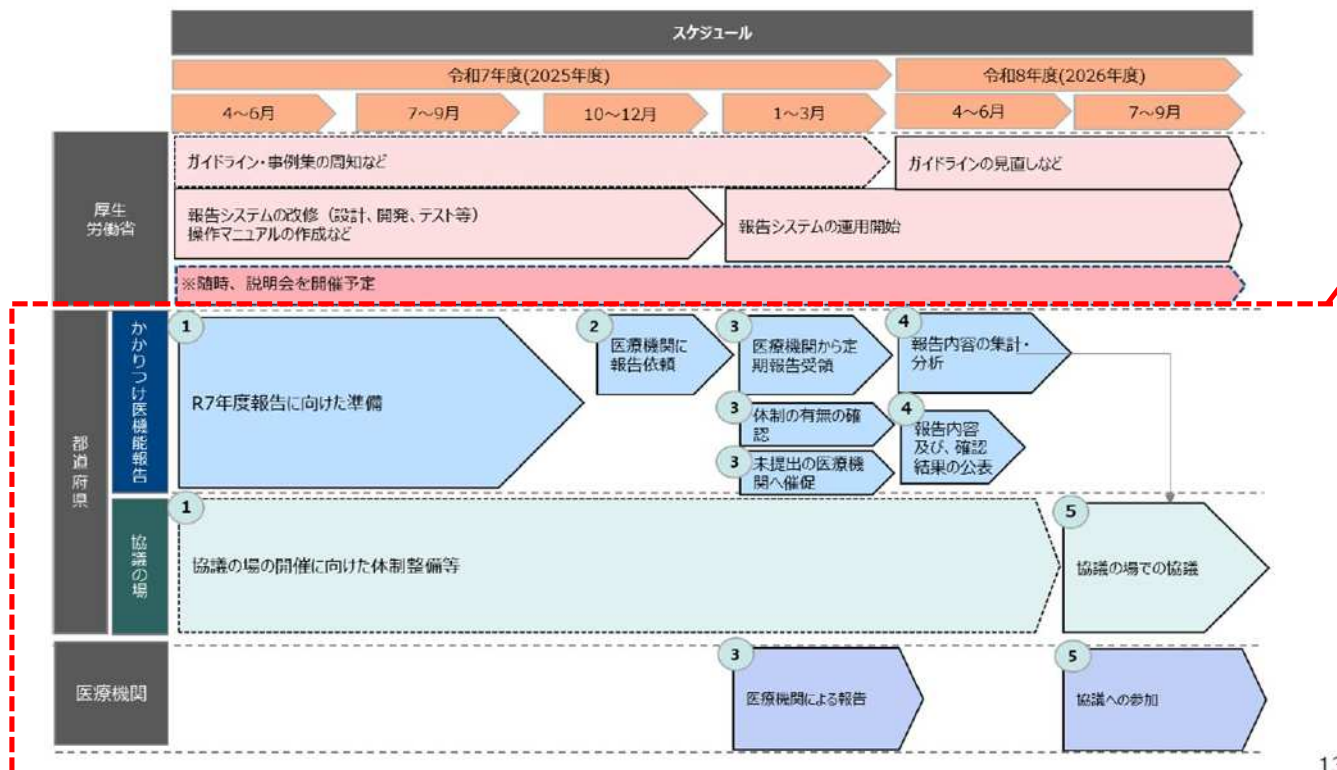 スケジュール
令和7年度(2025年度)
令和8年度(2026年度)
4~6月
7~9月
10~12月
1~3月
4~6月
7~9月
厚生
労働省
ガイドライン・事例集の周知など
ガイドラインの見直しなど
報告システムの改修(設計、開発、テスト等)
操作マニュアルの作成など
報告システムの運用開始
※随時、説明会を開催予定
都道府県
かかりつけ医機能報告
1
R7年度報告に向けた準備
2
医療機関に
報告依頼
3
医療機関から定
期報告受領
4
報告内容の集計・
分析
3
体制の有無の確
認
4
報告内容
及び、確認
結果の公表
3
未提出の医療機
関へ催促
協議の場
1
協議の場の開催に向けた体制整備等
5
協議の場での協議
医療機関
3
医療機関による報告
5
協議への参加